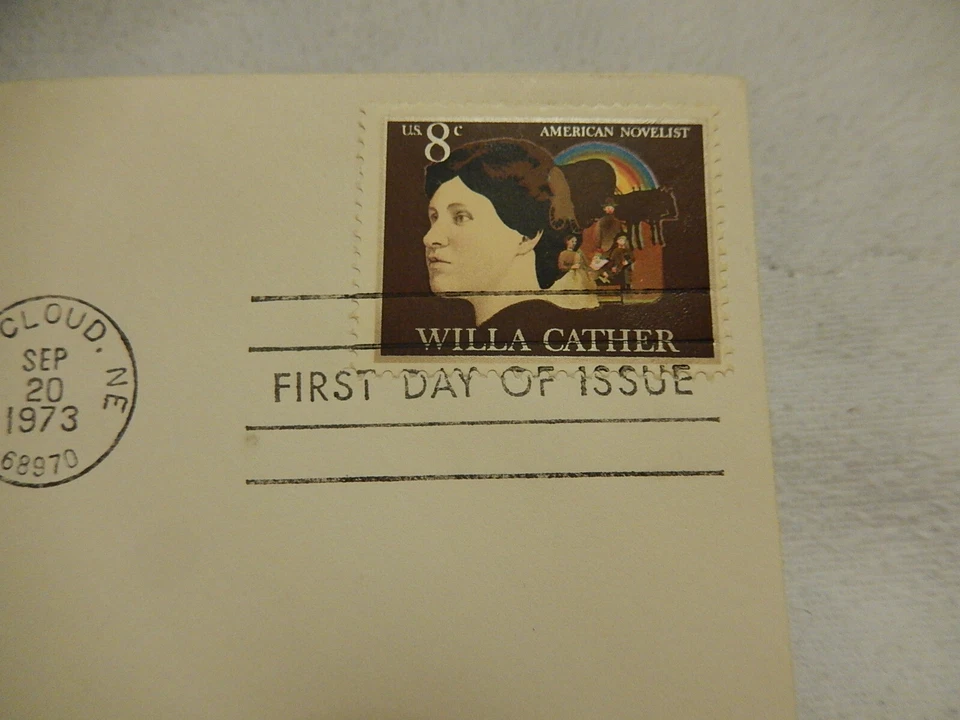 U.S. 8c AMERICAN NOVELIST
WILLA CATHER
FIRST DAY OF ISSUE
CLOUD, NE
SEP
20
1973
68970